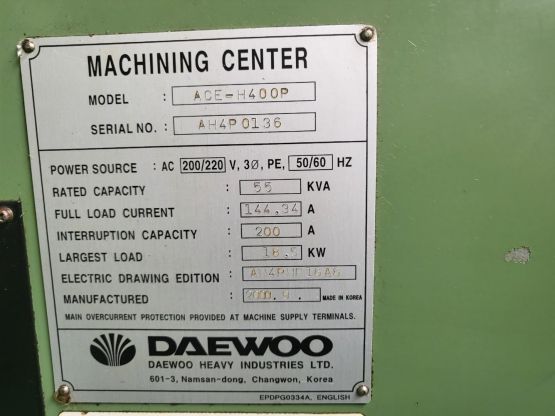 MACHINING CENTER
MODEL : ACE-H400P
SERIAL NO. : AH4P0136
POWER SOURCE : AC 200/220 V, 3Ø, PE, 50/60 HZ
RATED CAPACITY : 55 KVA
FULL LOAD CURRENT : 144.34 A
INTERRUPTION CAPACITY : 200 A
LARGEST LOAD : 18.5 KW
ELECTRIC DRAWING EDITION :
MANUFACTURED : 2000. MADE IN KOREA
MAIN OVERCURRENT PROTECTION PROVIDED AT MACHINE SUPPLY TERMINALS.
DAEWOO
DAEWOO HEAVY INDUSTRIES LTD.
601-3, Namsan-dong, Changwon, Korea
EPDPG0334A, ENGLISH